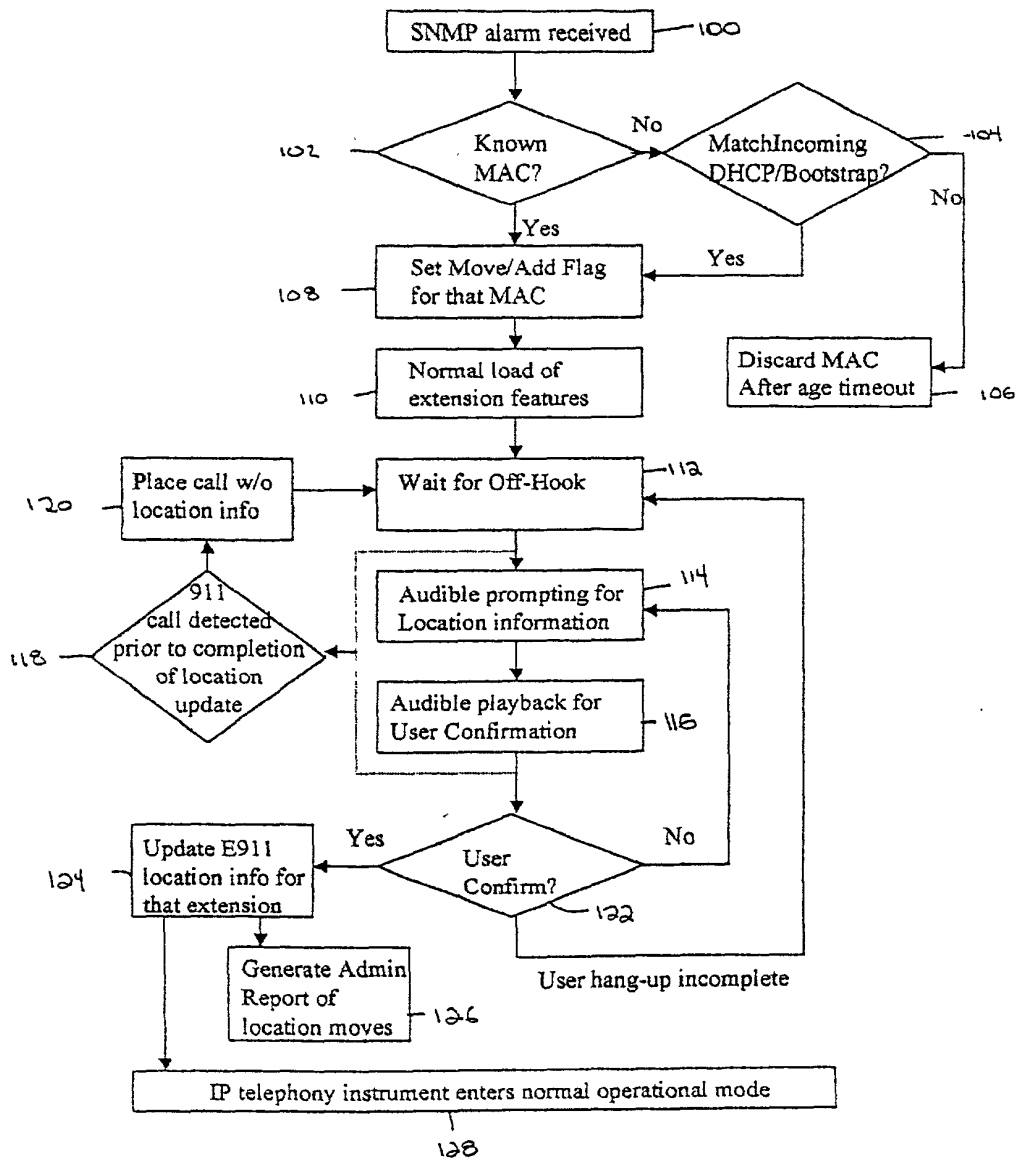 SNMP alarm received
100
Known
MAC?
102
No
MatchIncoming
DHCP/Bootstrap?
104
No
Yes
Yes
Set Move/Add Flag
for that MAC
108
Normal load of
extension features
110
Discard MAC
After age timeout
106
Place call w/o
location info
120
Wait for Off-Hook
112
Audible prompting for
Location information
114
911
call detected
prior to completion
of location
update
118
Audible playback for
User Confirmation
116
Yes
No
User
Confirm?
122
Update E911
location info for
that extension
124
User hang-up incomplete
Generate Admin
Report of
location moves
126
IP telephony instrument enters normal operational mode
128